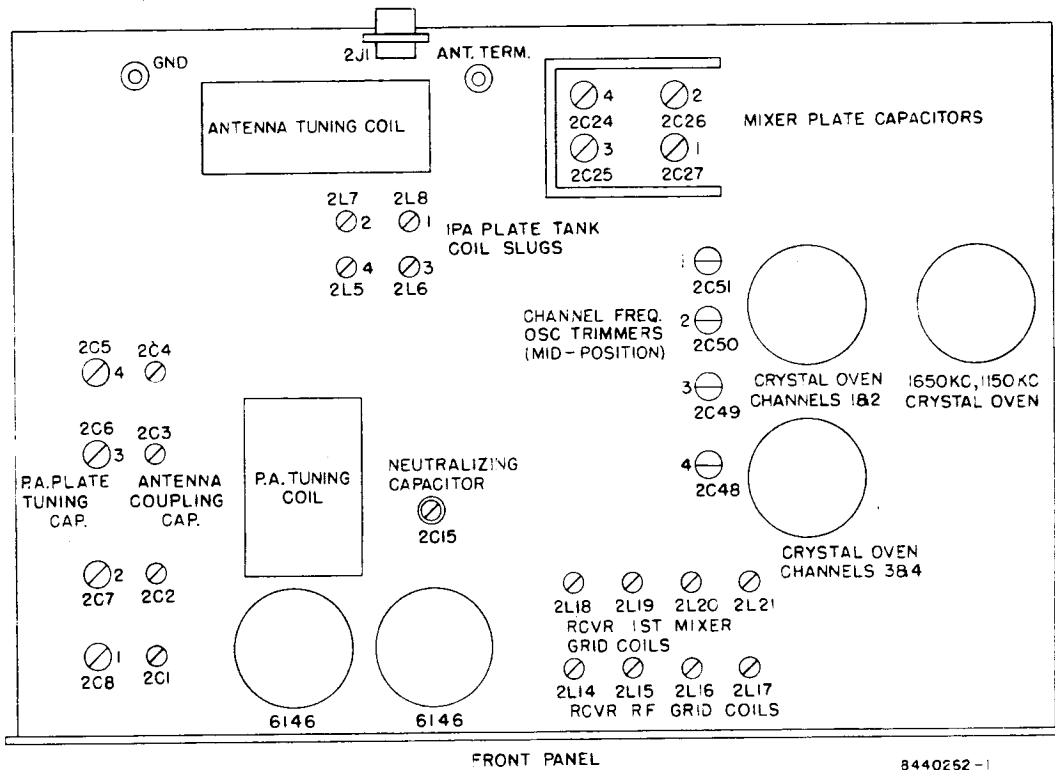 2J1
GND
ANT. TERM.
ANTENNA TUNING COIL
4
2C24
2
2C26
3
2C25
1
2C27
MIXER PLATE CAPACITORS
2L7
2
2L8
1
4
2L5
3
2L6
IPA PLATE TANK
COIL SLUGS
1
2C51
CHANNEL FREQ.
OSC TRIMMERS
(MID-POSITION)
2
2C50
3
2C49
4
2C48
CRYSTAL OVEN
CHANNELS 1&2
1650KC, 1150KC
CRYSTAL OVEN
CRYSTAL OVEN
CHANNELS 3&4
2C5
4
2C4
2C6
3
2C3
P.A. PLATE
TUNING
CAP.
ANTENNA
COUPLING
CAP.
P.A. TUNING
COIL
NEUTRALIZING
CAPACITOR
2C15
2
2C7
2C2
1
2C8
2C1
6146
6146
2L18 2L19 2L20 2L21
RCVR 1ST MIXER
GRID COILS
2L14 2L15 2L16 2L17
RCVR RF GRID COILS
FRONT PANEL
8440252-1